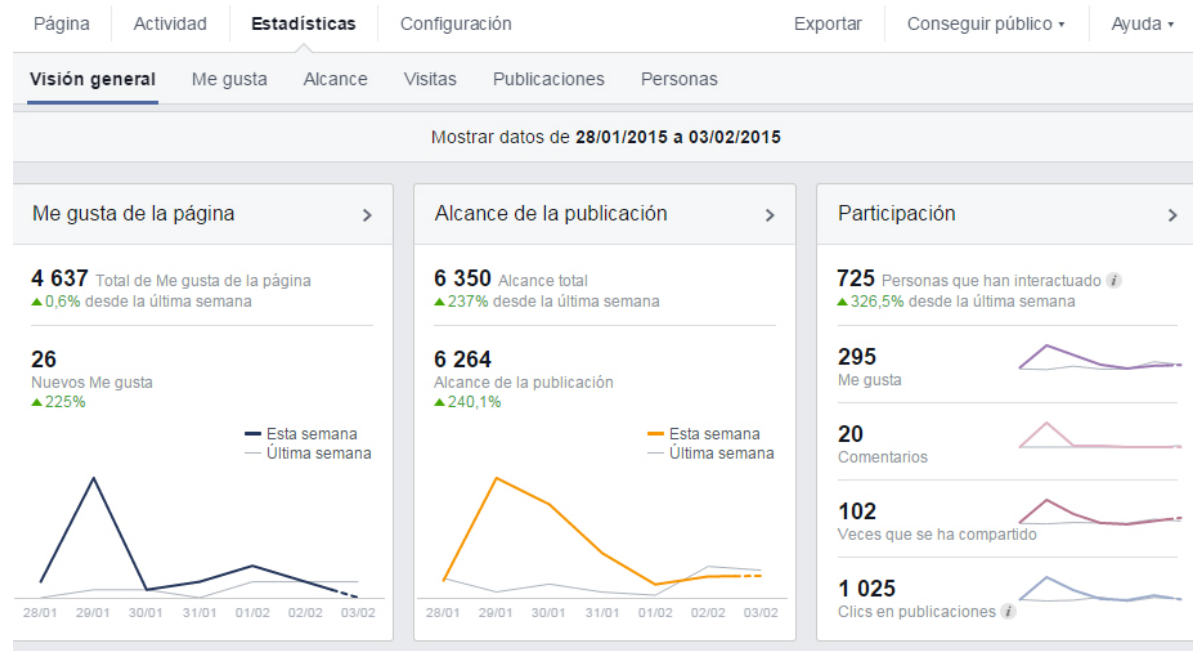 Página Actividad Estadísticas Configuración Exportar Conseguir público Ayuda
Visión general Me gusta Alcance Visitas Publicaciones Personas
Mostrar datos de 28/01/2015 a 03/02/2015
Me gusta de la página
4 637 Total de Me gusta de la página
0,6% desde la última semana
26
Nuevos Me gusta
225%
Esta semana
Última semana
28/01 29/01 30/01 31/01 01/02 02/02 03/02
Alcance de la publicación
6 350 Alcance total
237% desde la última semana
6 264
Alcance de la publicación
240,1%
Esta semana
Última semana
28/01 29/01 30/01 31/01 01/02 02/02 03/02
Participación
725 Personas que han interactuado i
326,5% desde la última semana
295
Me gusta
20
Comentarios
102
Veces que se ha compartido
1 025
Clics en publicaciones i